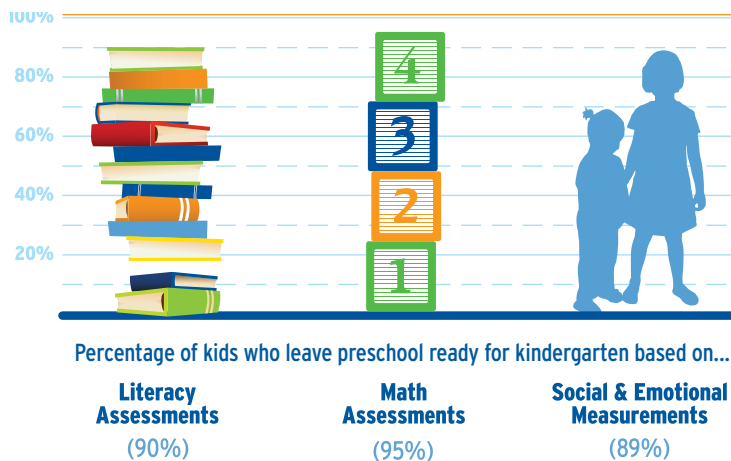 100%
80%
60%
40%
20%
4
3
2
1
Percentage of kids who leave preschool ready for kindergarten based on...
Literacy
Assessments
(90%)
Math
Assessments
(95%)
Social & Emotional
Measurements
(89%)